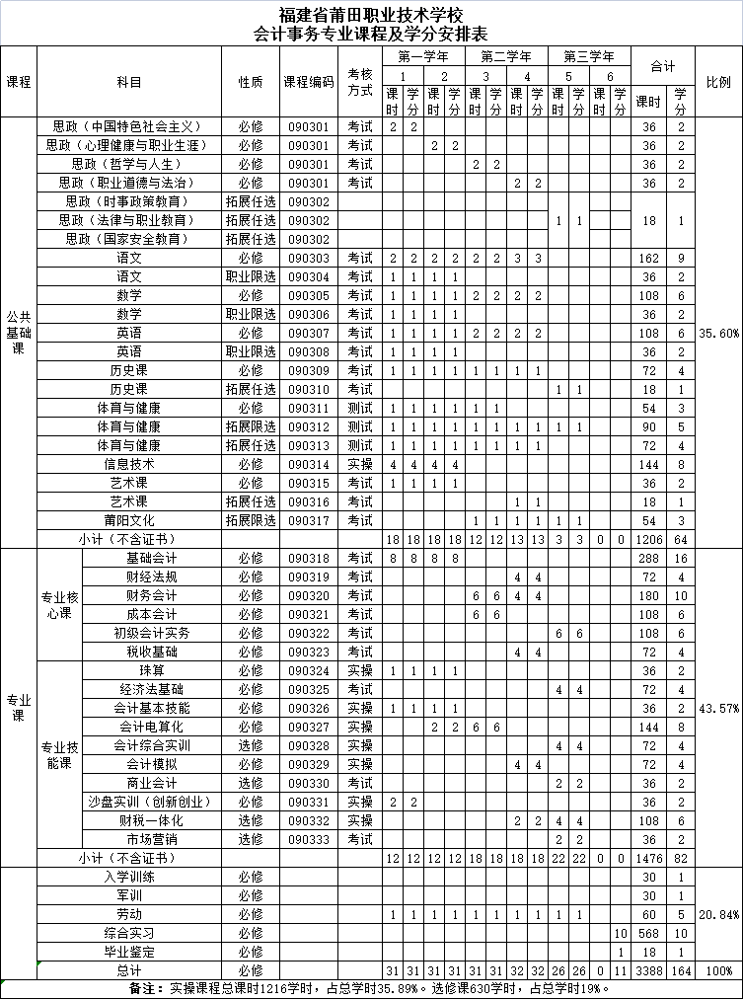 福建省莆田职业技术学校
会计事务专业课程及学分安排表
课程 科目 性质 课程编码 考核方式 第一学年 第二学年 第三学年 合计 比例
1 2 3 4 5 6
课时 学分 课时 学分 课时 学分 课时 学分 课时 学分 课时 学分 课时 学分
公共基础课 35.60%
思政（中国特色社会主义） 必修 090301 考试 2 2 36 2
思政（心理健康与职业生涯） 必修 090301 考试 2 2 36 2
思政（哲学与人生） 必修 090301 考试 2 2 36 2
思政（职业道德与法治） 必修 090301 考试 2 2 36 2
思政（时事政策教育） 拓展任选 090302
思政（法律与职业教育） 拓展任选 090302 1 1 18 1
思政（国家安全教育） 拓展任选 090302
语文 必修 090303 考试 2 2 2 2 2 2 3 3 162 9
语文 职业限选 090304 考试 1 1 1 1 36 2
数学 必修 090305 考试 1 1 1 1 2 2 2 2 108 6
数学 职业限选 090306 考试 1 1 1 1 36 2
英语 必修 090307 考试 1 1 1 1 2 2 2 2 108 6
英语 职业限选 090308 考试 1 1 1 1 36 2
历史课 必修 090309 考试 1 1 1 1 1 1 1 1 72 4
历史课 拓展任选 090310 考试 1 1 18 1
体育与健康 必修 090311 测试 1 1 1 1 1 1 54 3
体育与健康 拓展限选 090312 测试 1 1 1 1 1 1 1 1 1 1 90 5
体育与健康 拓展任选 090313 测试 1 1 1 1 1 1 1 1 72 4
信息技术 必修 090314 实操 4 4 4 4 144 8
艺术课 必修 090315 考试 1 1 1 1 36 2
艺术课 拓展任选 090316 考试 1 1 18 1
莆阳文化 拓展限选 090317 考试 1 1 1 1 1 1 54 3
小计（不含证书） 18 18 18 18 12 12 13 13 3 3 0 0 1206 64
专业课 43.57%
专业核心课
基础会计 必修 090318 考试 8 8 8 8 288 16
财经法规 必修 090319 考试 4 4 72 4
财务会计 必修 090320 考试 6 6 4 4 180 10
成本会计 必修 090321 考试 6 6 108 6
初级会计实务 必修 090322 考试 6 6 108 6
税收基础 必修 090323 考试 4 4 72 4
专业技能课
珠算 必修 090324 实操 1 1 1 1 36 2
经济法基础 必修 090325 考试 4 4 72 4
会计基本技能 必修 090326 实操 1 1 1 1 36 2
会计电算化 必修 090327 实操 2 2 6 6 144 8
会计综合实训 选修 090328 实操 4 4 72 4
会计模拟 必修 090329 实操 4 4 72 4
商业会计 选修 090330 考试 2 2 36 2
沙盘实训（创新创业） 必修 090331 实操 2 2 36 2
财税一体化 选修 090332 实操 2 2 4 4 108 6
市场营销 选修 090333 考试 2 2 36 2
小计（不含证书） 12 12 12 12 18 18 18 18 22 22 0 0 1476 82
入学训练 必修 30 1
军训 必修 30 1
劳动 必修 1 1 1 1 1 1 1 1 1 1 60 5
综合实习 必修 10 568 10
毕业鉴定 必修 1 18 1
20.84%
总计 必修 31 31 31 31 31 31 32 32 26 26 0 11 3388 164 100%
备注：实操课程总课时1216学时，占总学时35.89%。选修课630学时，占总学时19%。